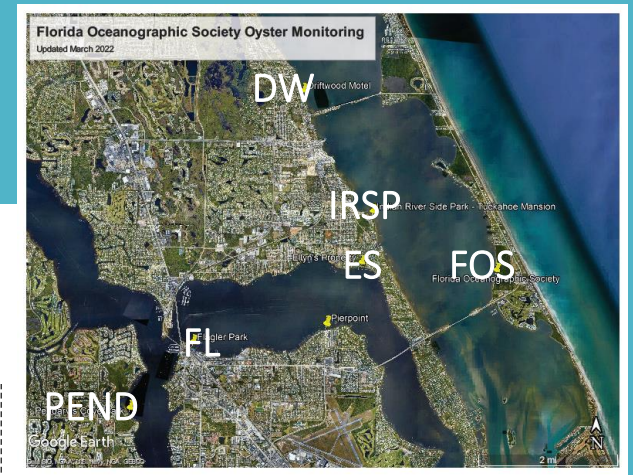 Florida Oceanographic Society Oyster Monitoring
Updated March 2022
DW
Driftwood Motel
IRSP
Indian River Side Park - Tuckahoe Mansion
ES
FOS
Florida Oceanographic Society
Pierpoint
FL
Flagler Park
PEND
Google Earth
N
2 mi